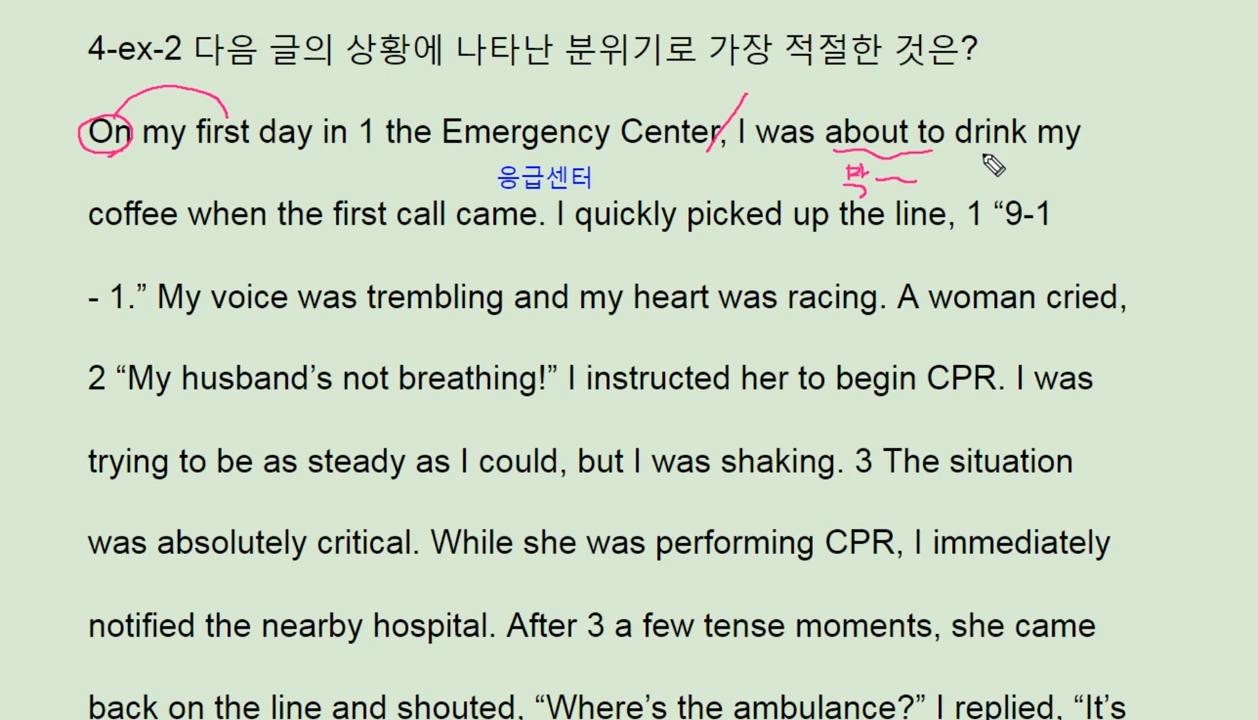 4-ex-2 다음 글의 상황에 나타난 분위기로 가장 적절한 것은?
On my first day in 1 the Emergency Center, I was about to drink my
응급센터
막
coffee when the first call came. I quickly picked up the line, 1 “9-1
- 1.” My voice was trembling and my heart was racing. A woman cried,
2 “My husband’s not breathing!” I instructed her to begin CPR. I was
trying to be as steady as I could, but I was shaking. 3 The situation
was absolutely critical. While she was performing CPR, I immediately
notified the nearby hospital. After 3 a few tense moments, she came
back on the line and shouted, “Where’s the ambulance?” I replied, “It’s